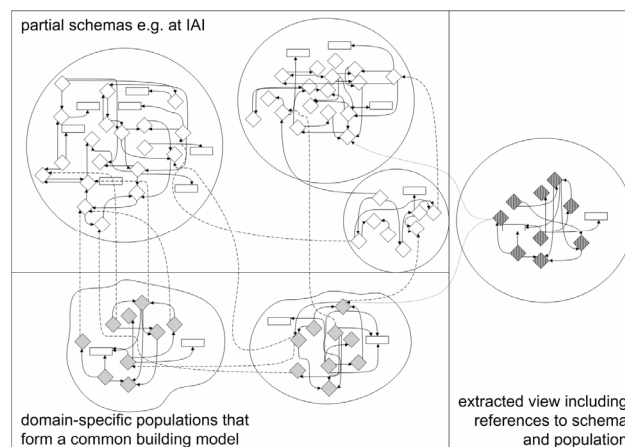 partial schemas e.g. at IAI
domain-specific populations that
form a common building model
extracted view including
references to schema
and population